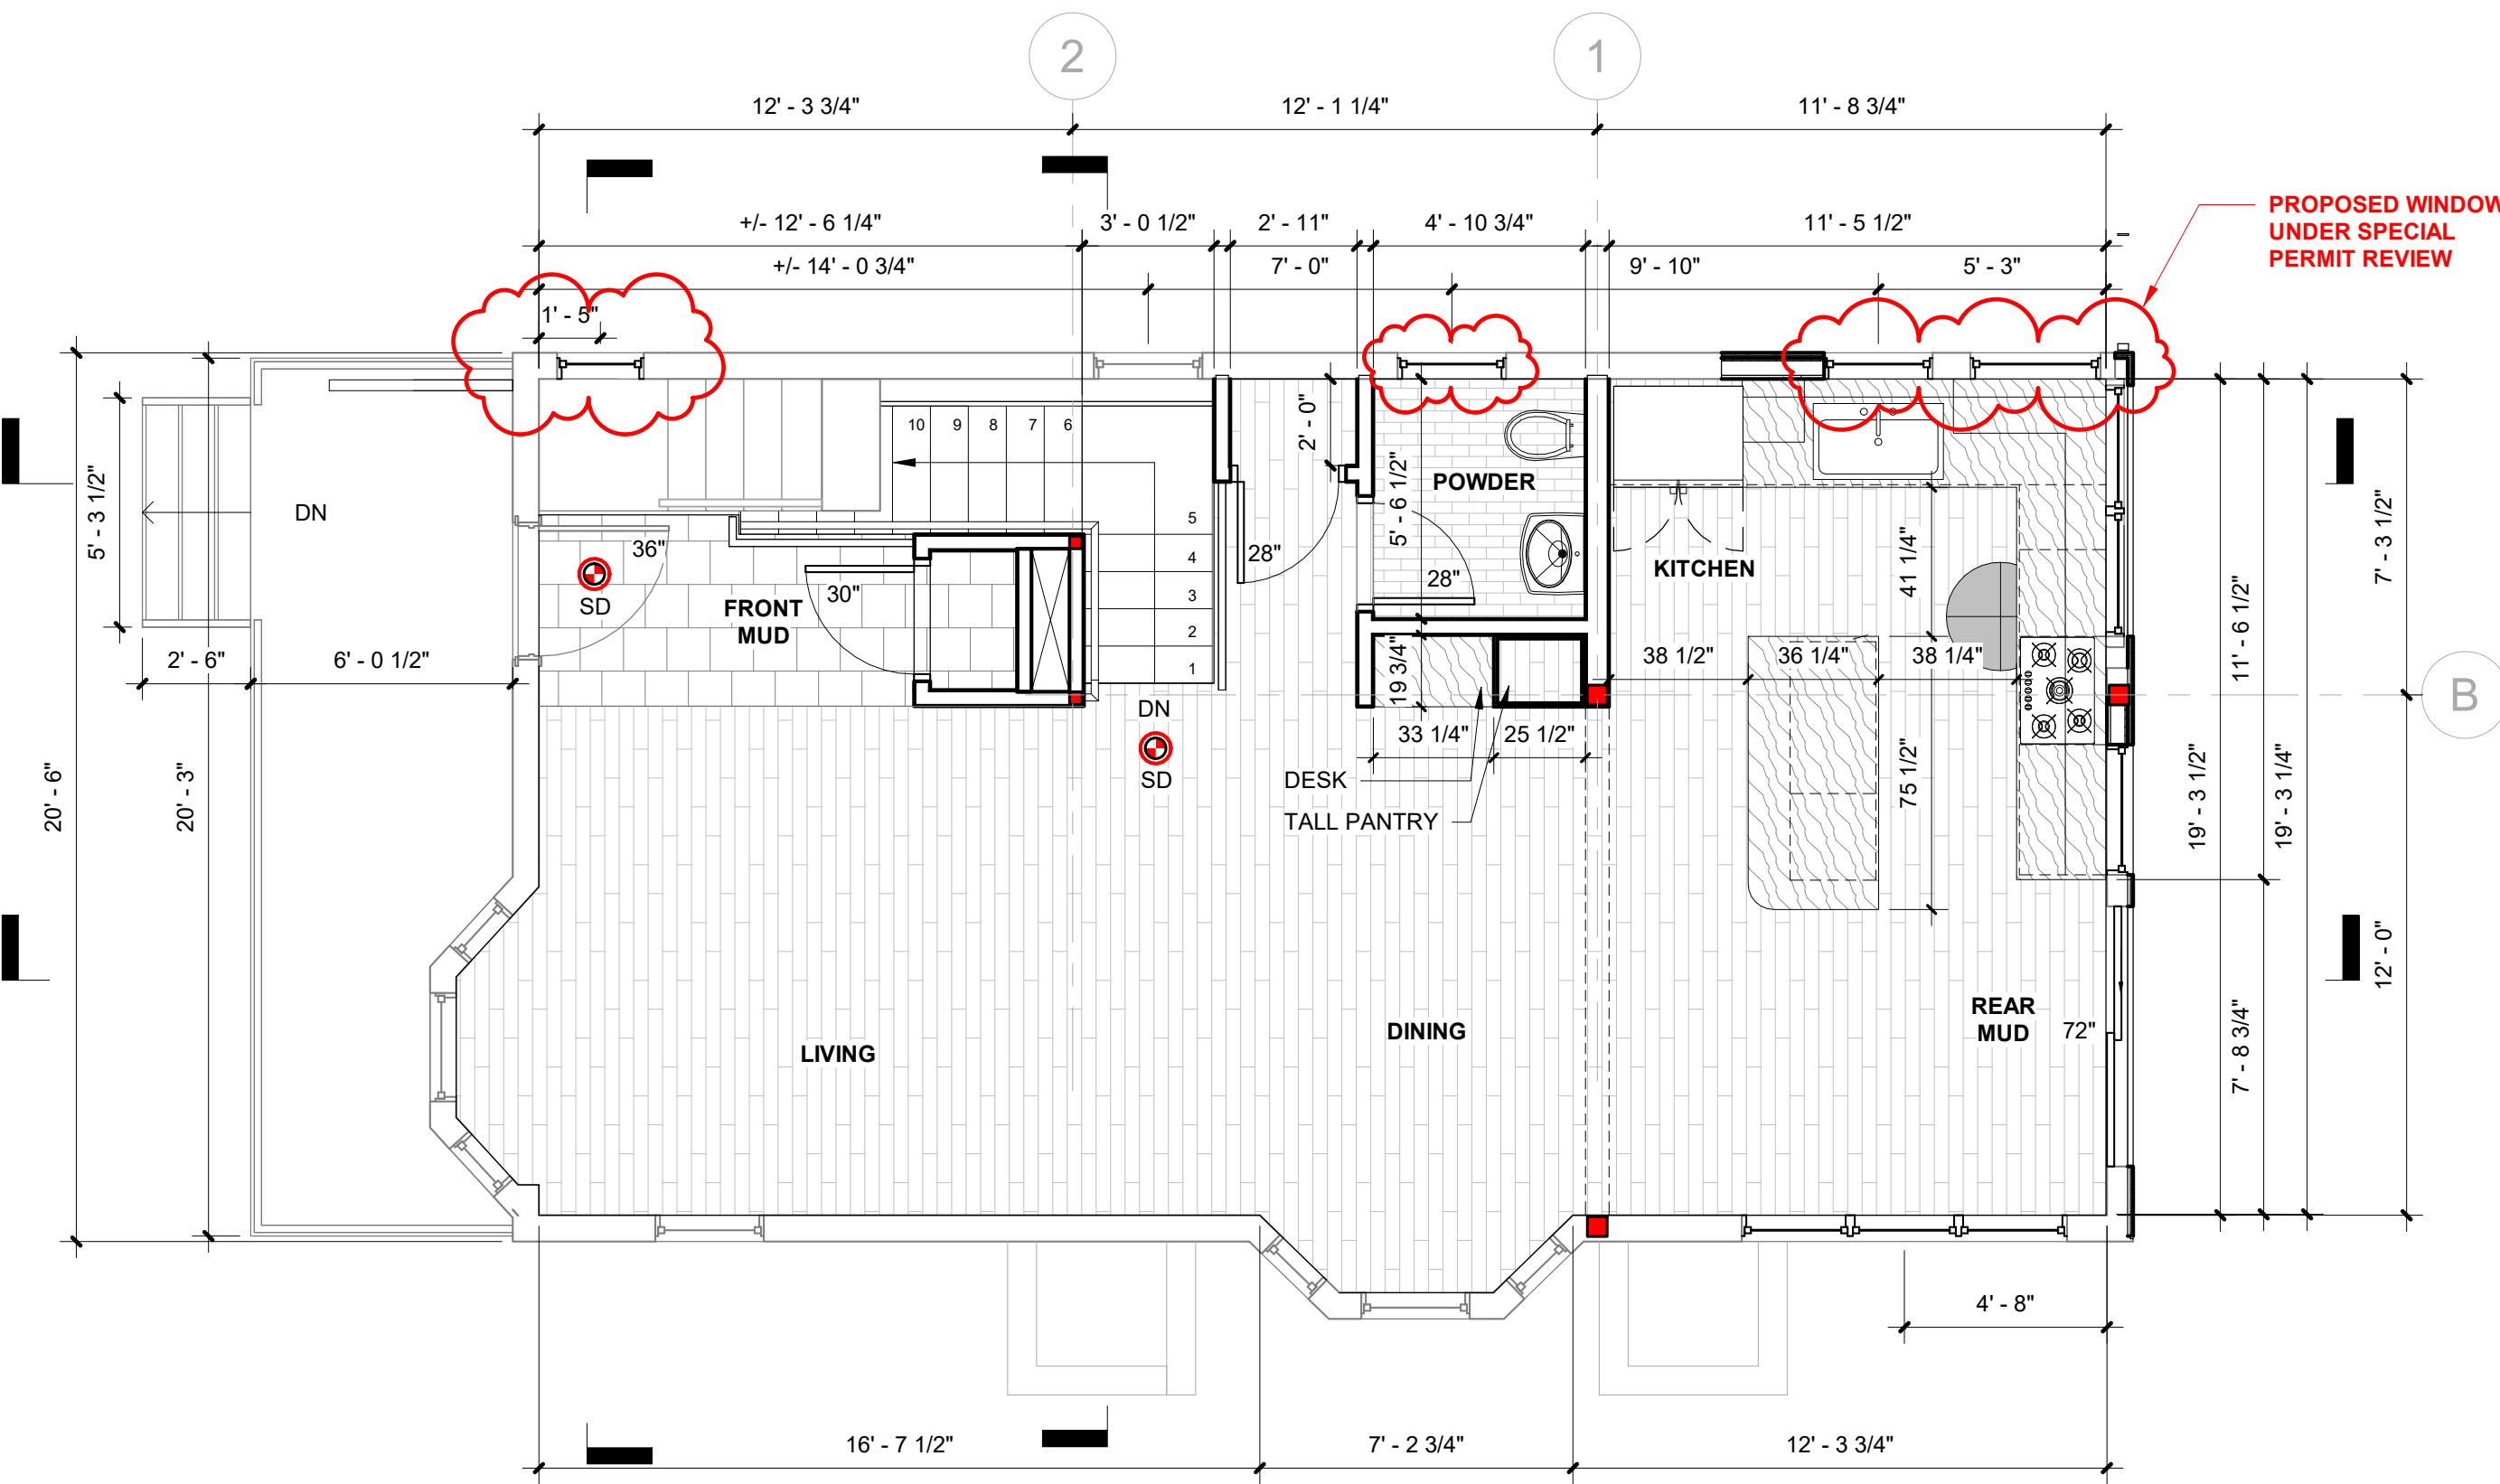 2
1
12' - 3 3/4"
12' - 1 1/4"
11' - 8 3/4"
PROPOSED WINDOW
UNDER SPECIAL
PERMIT REVIEW
+/- 12' - 6 1/4"
3' - 0 1/2"
2' - 11"
4' - 10 3/4"
11' - 5 1/2"
+/- 14' - 0 3/4"
7' - 0"
9' - 10"
5' - 3"
1' - 5"
10
9
8
7
6
2' - 0"
5' - 6 1/2"
POWDER
5' - 3 1/2"
DN
5
4
3
2
1
36"
SD
FRONT
MUD
30"
28"
28"
KITCHEN
41 1/4"
7' - 3 1/2"
11' - 6 1/2"
2' - 6"
6' - 0 1/2"
19 3/4"
38 1/2"
36 1/4"
38 1/4"
B
DN
SD
33 1/4"
25 1/2"
DESK
TALL PANTRY
75 1/2"
20' - 6"
20' - 3"
19' - 3 1/2"
19' - 3 1/4"
12' - 0"
LIVING
DINING
REAR
MUD
72"
7' - 8 3/4"
4' - 8"
16' - 7 1/2"
7' - 2 3/4"
12' - 3 3/4"